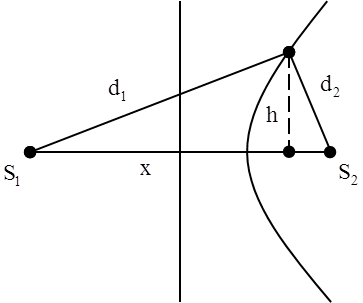 d₁
d₂
h
x
S₁
S₂